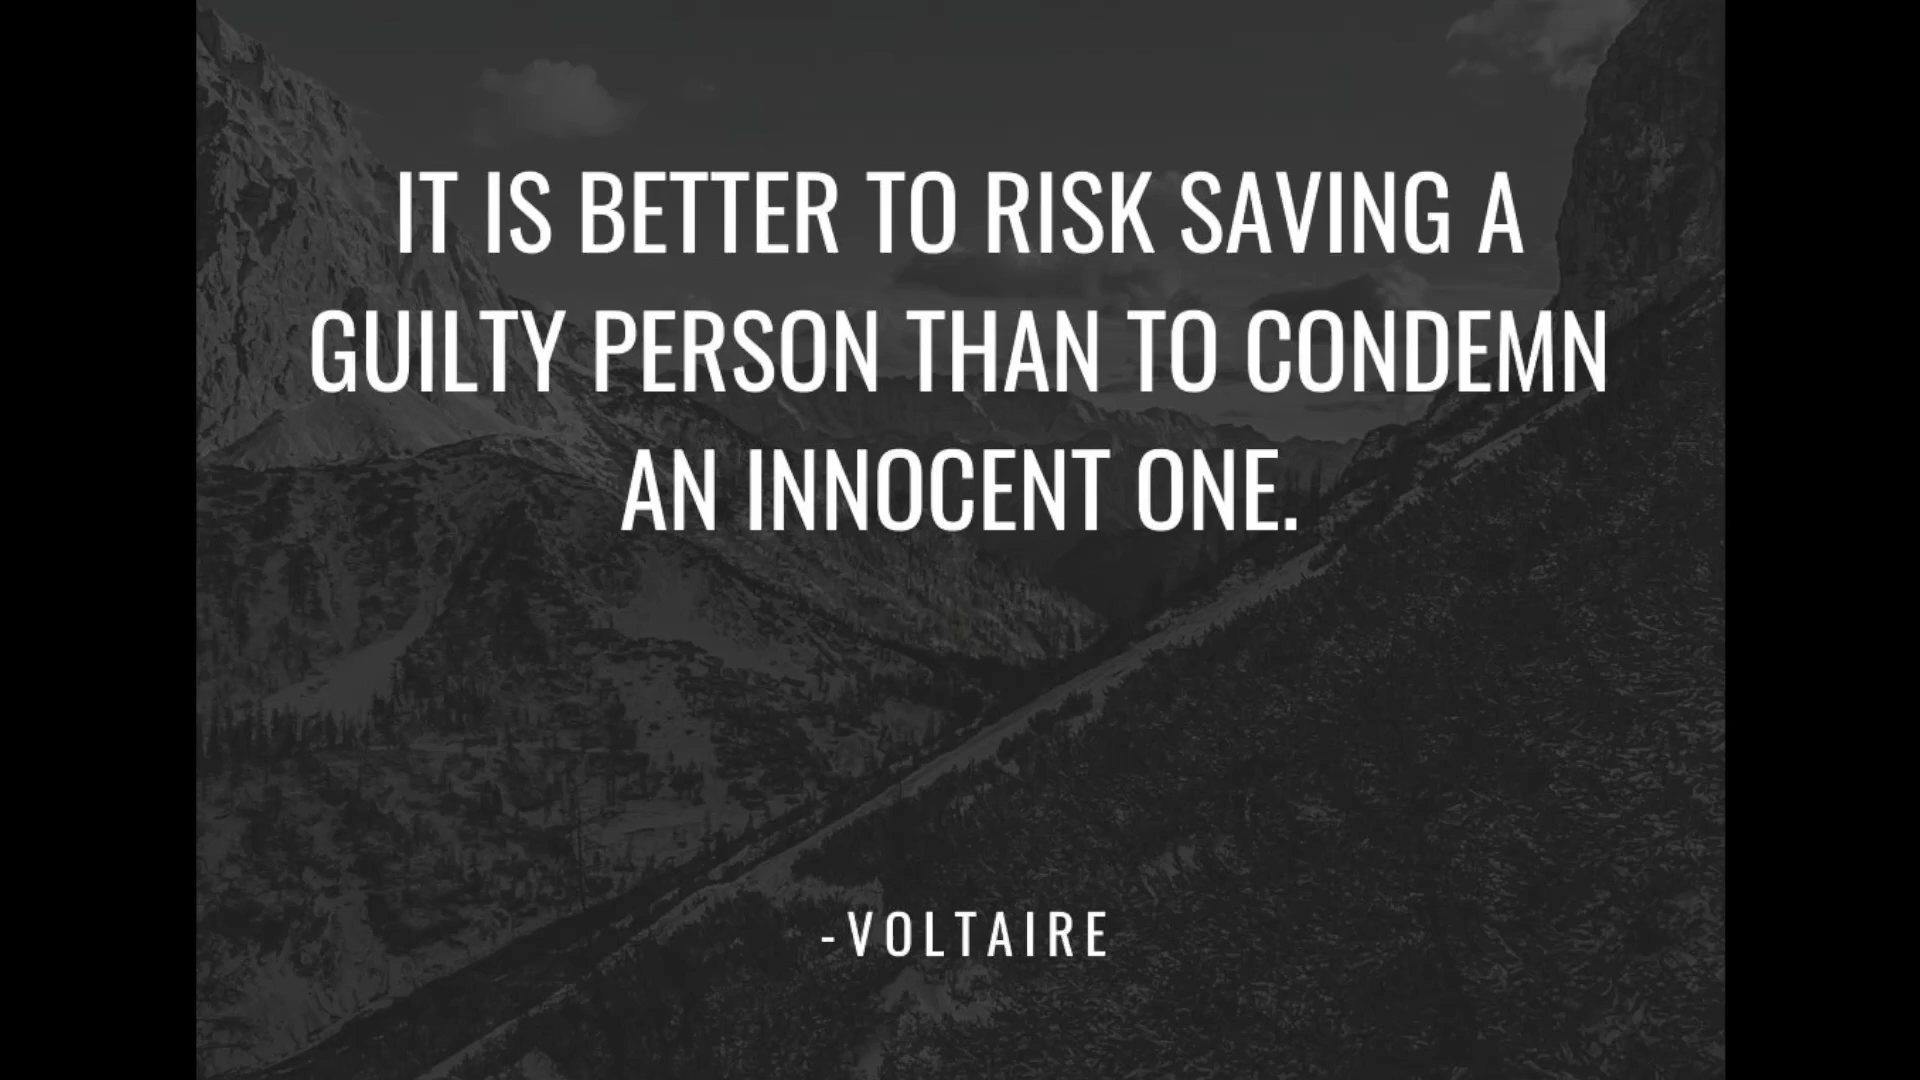 IT IS BETTER TO RISK SAVING A
GUILTY PERSON THAN TO CONDEMN
AN INNOCENT ONE.
-VOLTAIRE